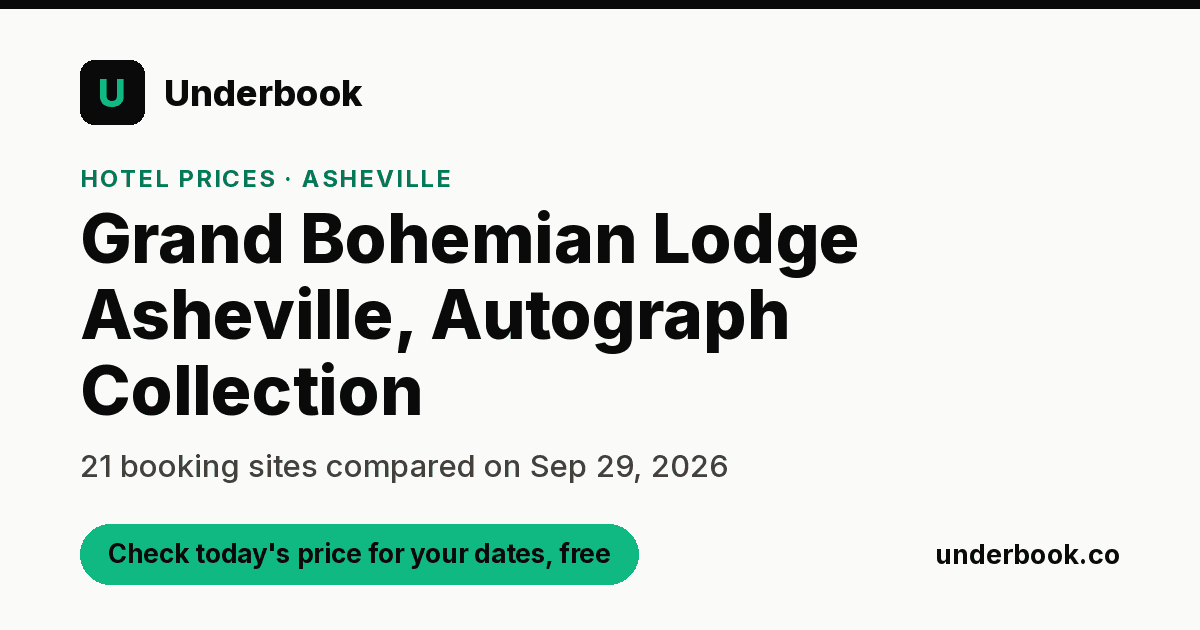 U
Underbook
HOTEL PRICES · ASHEVILLE
Grand Bohemian Lodge
Asheville, Autograph
Collection
21 booking sites compared on Sep 29, 2026
Check today's price for your dates, free
underbook.co